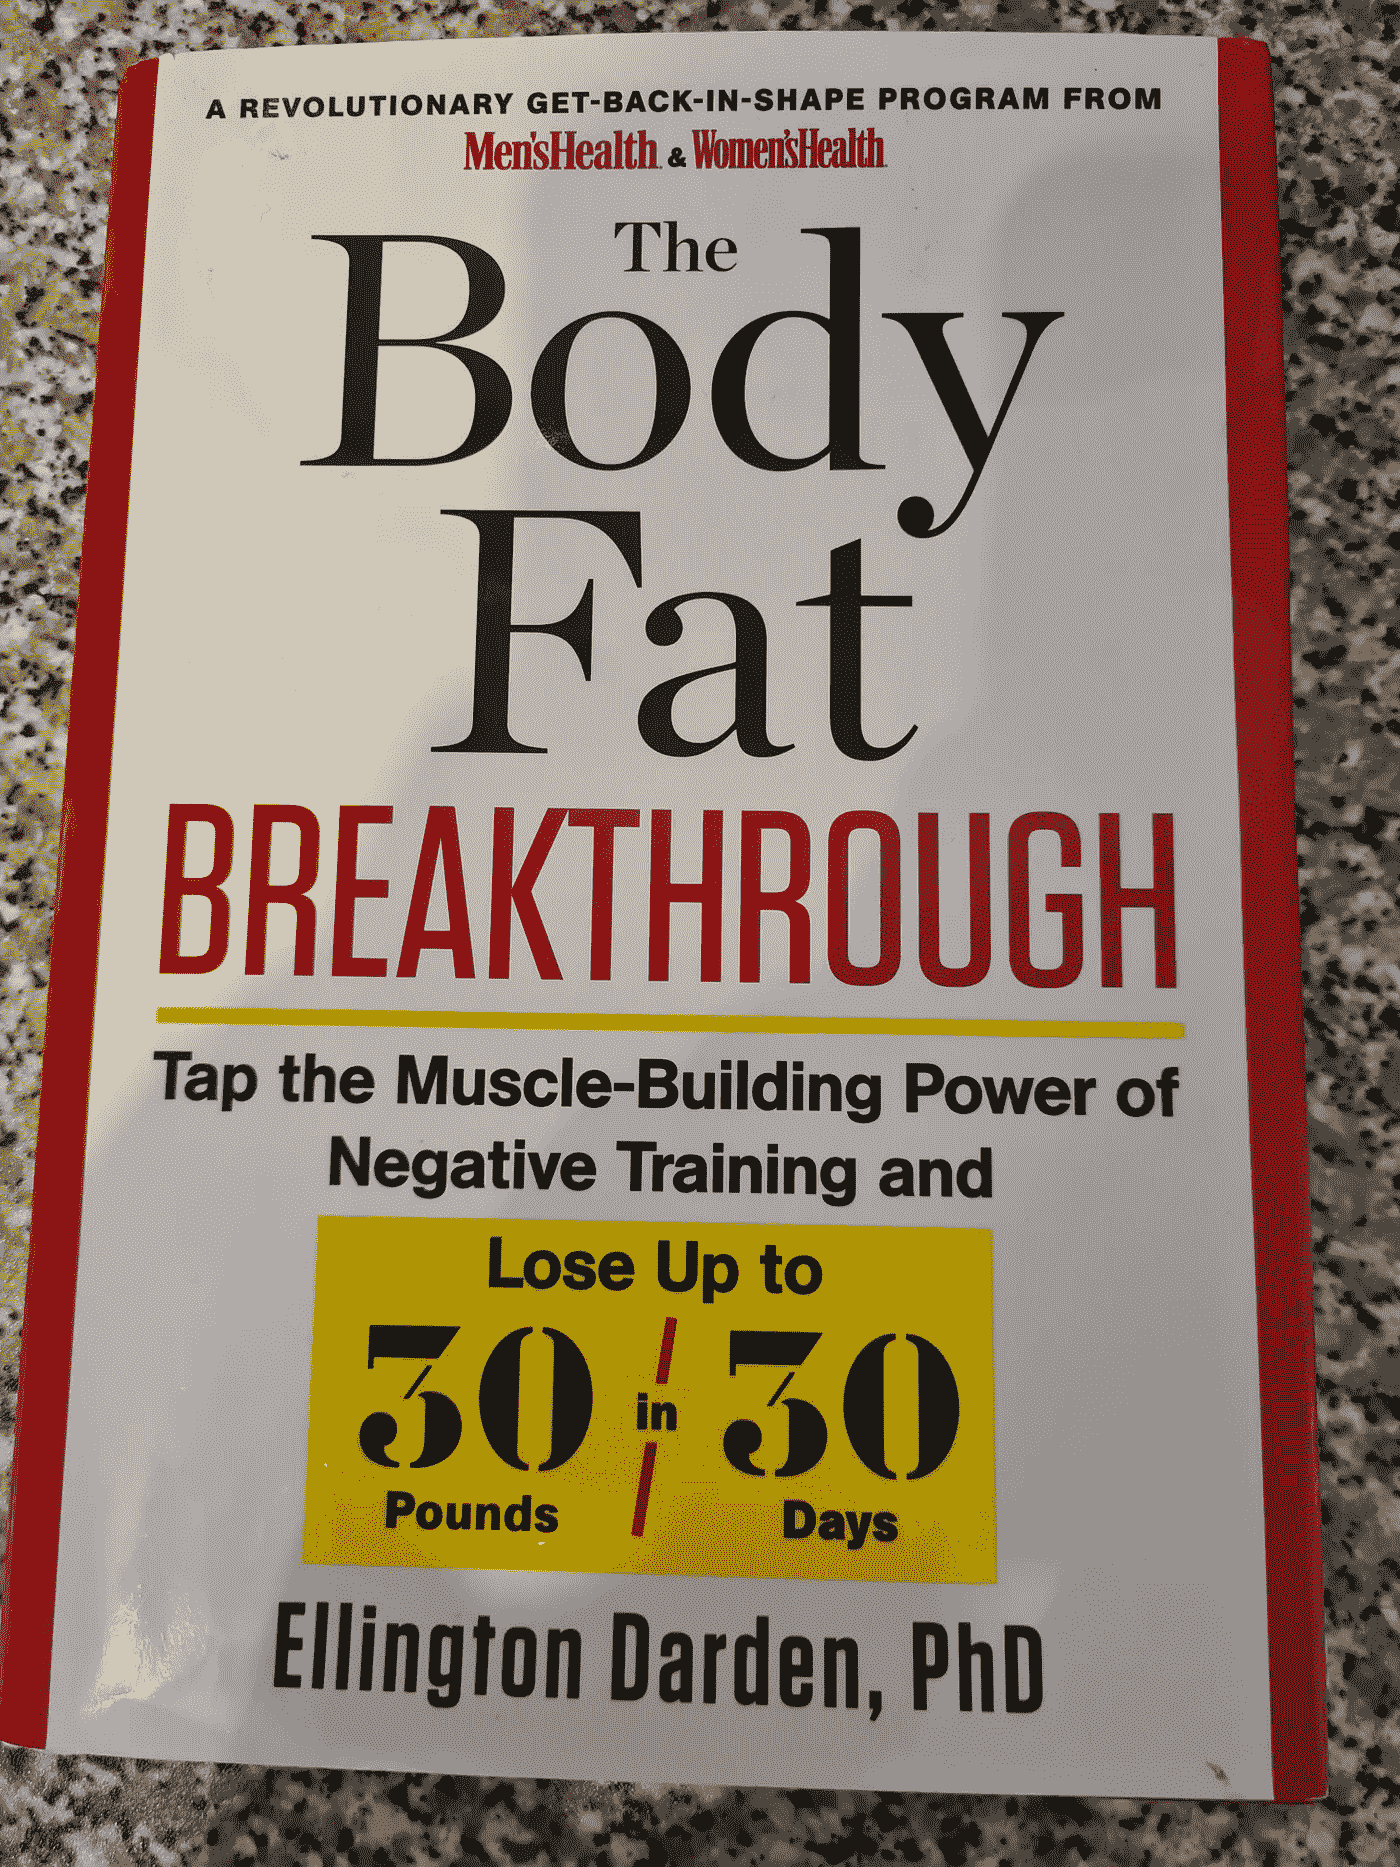 A REVOLUTIONARY GET-BACK-IN-SHAPE PROGRAM FROM
Men'sHealth & Women'sHealth
The
Body
Fat
BREAKTHROUGH
Tap the Muscle-Building Power of
Negative Training and
Lose Up to
30 in 30
Pounds Days
Ellington Darden, PhD